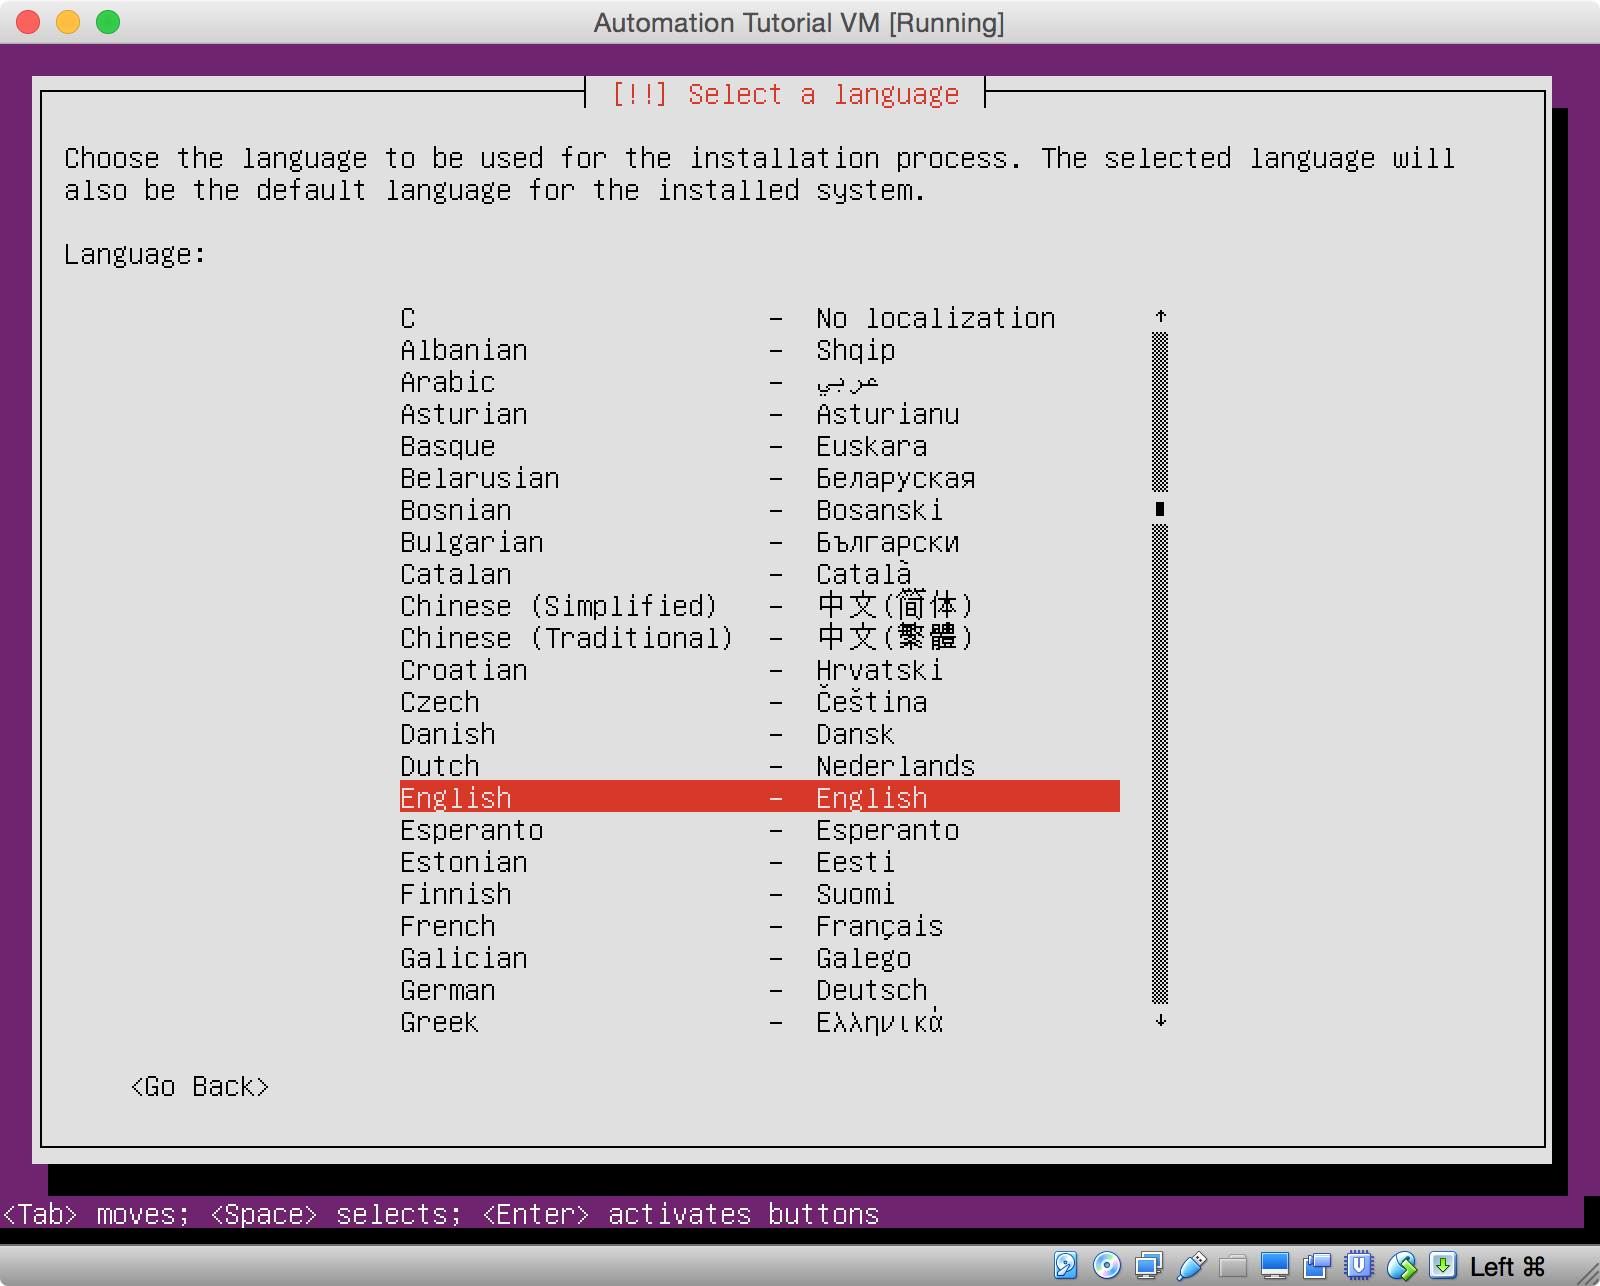 Automation Tutorial VM [Running]
[!!] Select a language
Choose the language to be used for the installation process. The selected language will
also be the default language for the installed system.
Language:
C - No localization
Albanian - Shqip
Arabic - عربي
Asturian - Asturianu
Basque - Euskara
Belarusian - Беларуская
Bosnian - Bosanski
Bulgarian - Български
Catalan - Català
Chinese (Simplified) - 中文(简体)
Chinese (Traditional) - 中文(繁體)
Croatian - Hrvatski
Czech - Čeština
Danish - Dansk
Dutch - Nederlands
English - English
Esperanto - Esperanto
Estonian - Eesti
Finnish - Suomi
French - Français
Galician - Galego
German - Deutsch
Greek - Ελληνικά
<Go Back>
<Tab> moves; <Space> selects; <Enter> activates buttons
Left ⌘